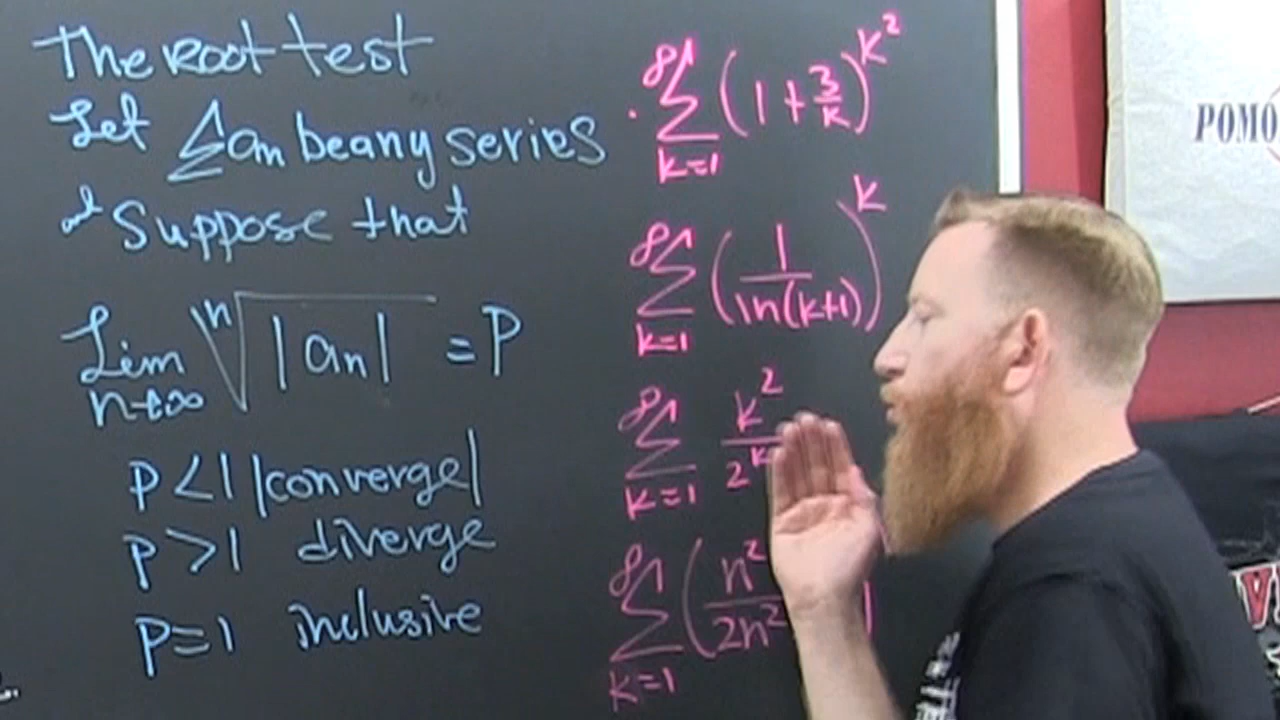 The Root test
Let Σan be any series
and Suppose that
Lim n→∞ ⁿ√|an| = P
P < 1 |converge|
P > 1 diverge
P = 1 inclusive
∞ Σ k=1 (1 + 3/k)^k²
∞ Σ k=1 (1/ln(k+1))^k
∞ Σ k=1 k²/2^k
∞ Σ k=1 (n²/2n²
POMO